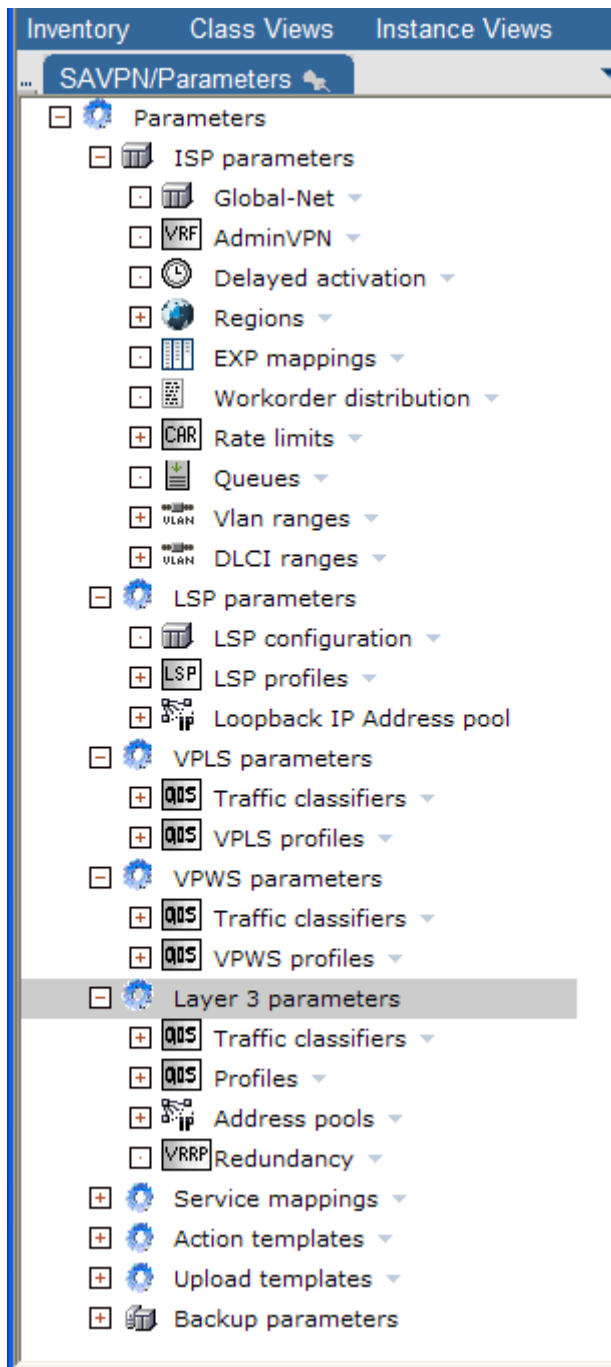 Inventory Class Views Instance Views
... SAVPN/Parameters
Parameters
ISP parameters
Global-Net
VRF AdminVPN
Delayed activation
Regions
EXP mappings
Workorder distribution
CAR Rate limits
Queues
VLAN Vlan ranges
VLAN DLCI ranges
LSP parameters
LSP configuration
LSP LSP profiles
IP Loopback IP Address pool
VPLS parameters
QOS Traffic classifiers
QOS VPLS profiles
VPWS parameters
QOS Traffic classifiers
QOS VPWS profiles
Layer 3 parameters
QOS Traffic classifiers
QOS Profiles
IP Address pools
VRRP Redundancy
Service mappings
Action templates
Upload templates
Backup parameters